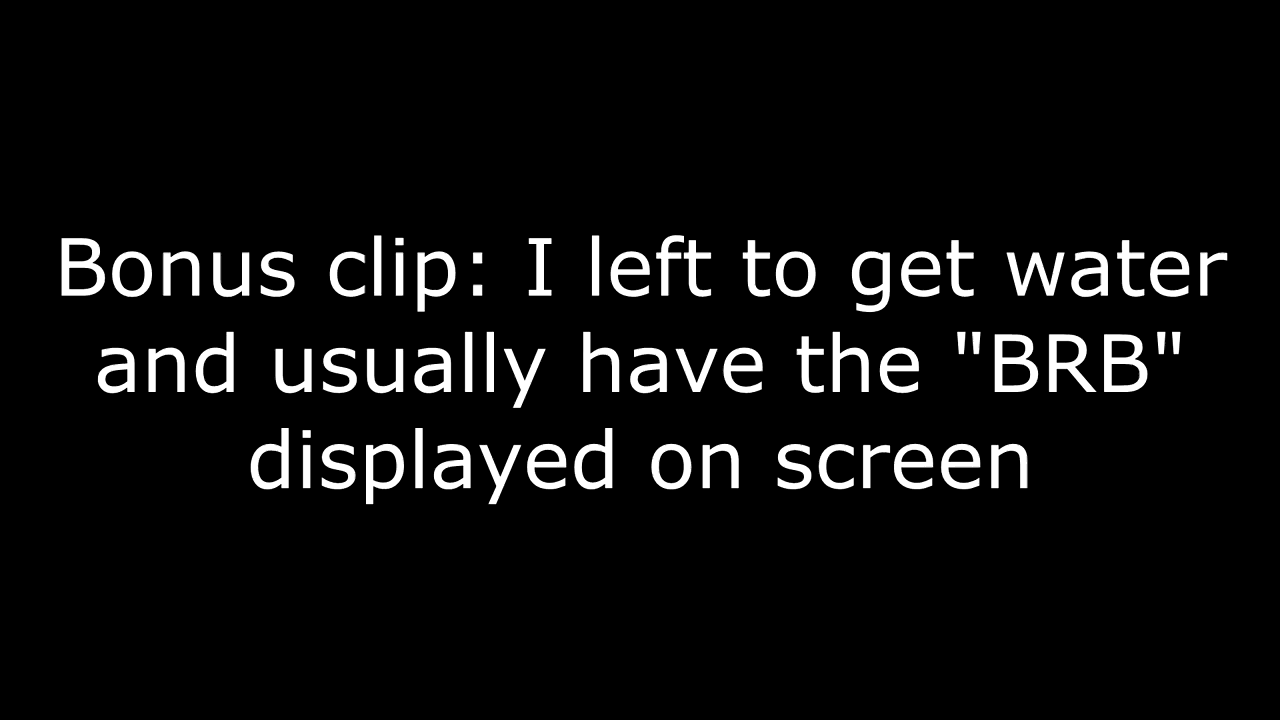 Bonus clip: I left to get water
and usually have the "BRB"
displayed on screen